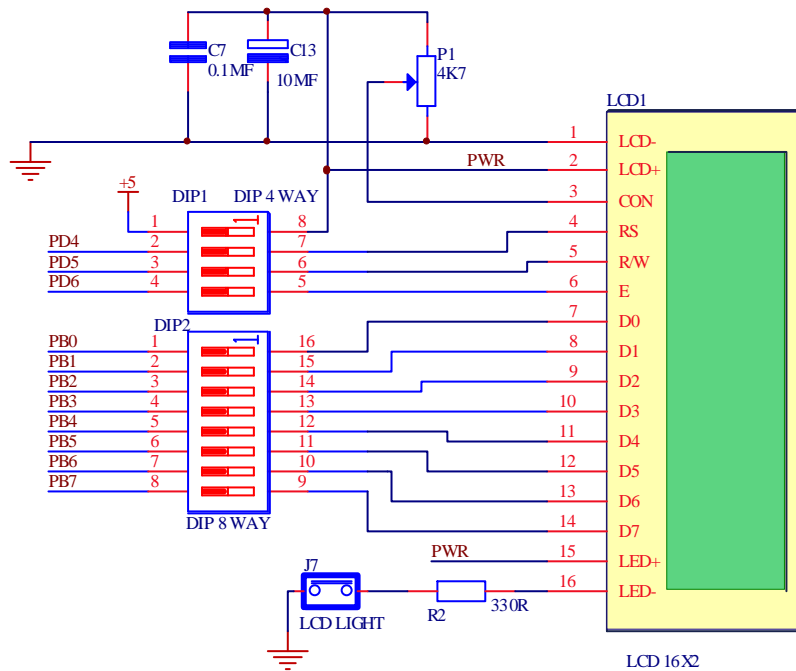 C7
0.1MF
C13
10MF
P1
4K7
LCD1
1 LCD-
PWR 2 LCD+
3 CON
4 RS
5 R/W
6 E
7 D0
8 D1
9 D2
10 D3
11 D4
12 D5
13 D6
14 D7
PWR 15 LED+
16 LED-
+5
DIP1 DIP 4 WAY
1 8
PD4 2 7
PD5 3 6
PD6 4 5
1
DIP2
PB0 1 16
PB1 2 15
PB2 3 14
PB3 4 13
PB4 5 12
PB5 6 11
PB6 7 10
PB7 8 9
1
DIP 8 WAY
J7
LCD LIGHT
R2
330R
LCD 16X2